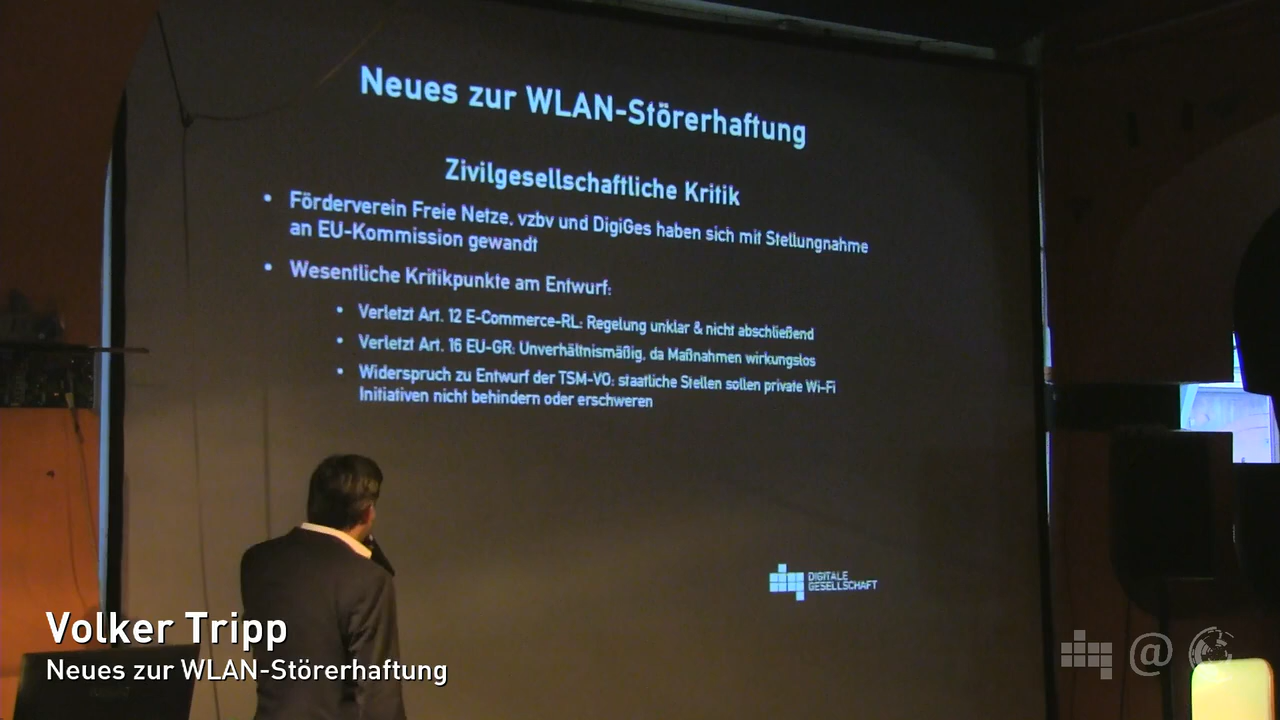 Neues zur WLAN-Störerhaftung
Zivilgesellschaftliche Kritik
• Förderverein Freie Netze, vzbv und DigiGes haben sich mit Stellungnahme
an EU-Kommission gewandt
• Wesentliche Kritikpunkte am Entwurf:
• Verletzt Art. 12 E-Commerce-RL: Regelung unklar & nicht abschließend
• Verletzt Art. 16 EU-GR: Unverhältnismäßig, da Maßnahmen wirkungslos
• Widerspruch zu Entwurf der TSM-VO: staatliche Stellen sollen private Wi-Fi
Initiativen nicht behindern oder erschweren
DIGITALE
GESELLSCHAFT
Volker Tripp
Neues zur WLAN-Störerhaftung
@